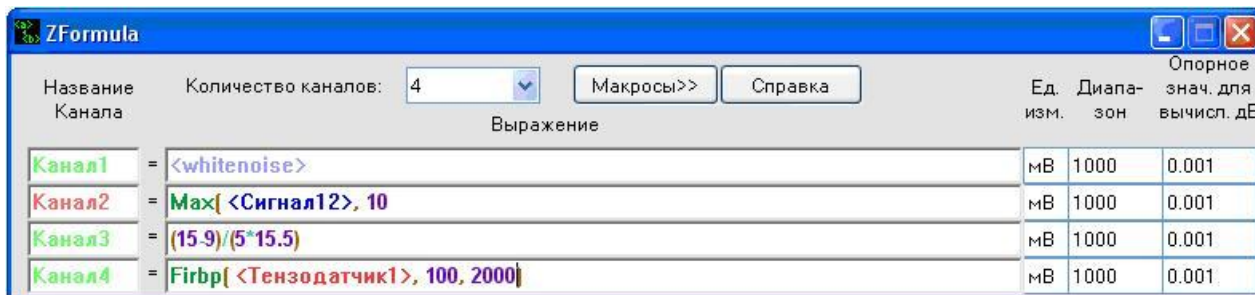 ZFormula
Название Канала
Количество каналов: 4 Макросы>> Справка
Выражение
Ед. изм.
Диапа-зон
Опорное знач. для вычисл. дБ
Канал1 = <whitenoise> мВ 1000 0.001
Канал2 = Max( <Сигнал12>, 10 мВ 1000 0.001
Канал3 = (15-9)/(5*15.5) мВ 1000 0.001
Канал4 = Firbp( <Тензодатчик1>, 100, 2000) мВ 1000 0.001